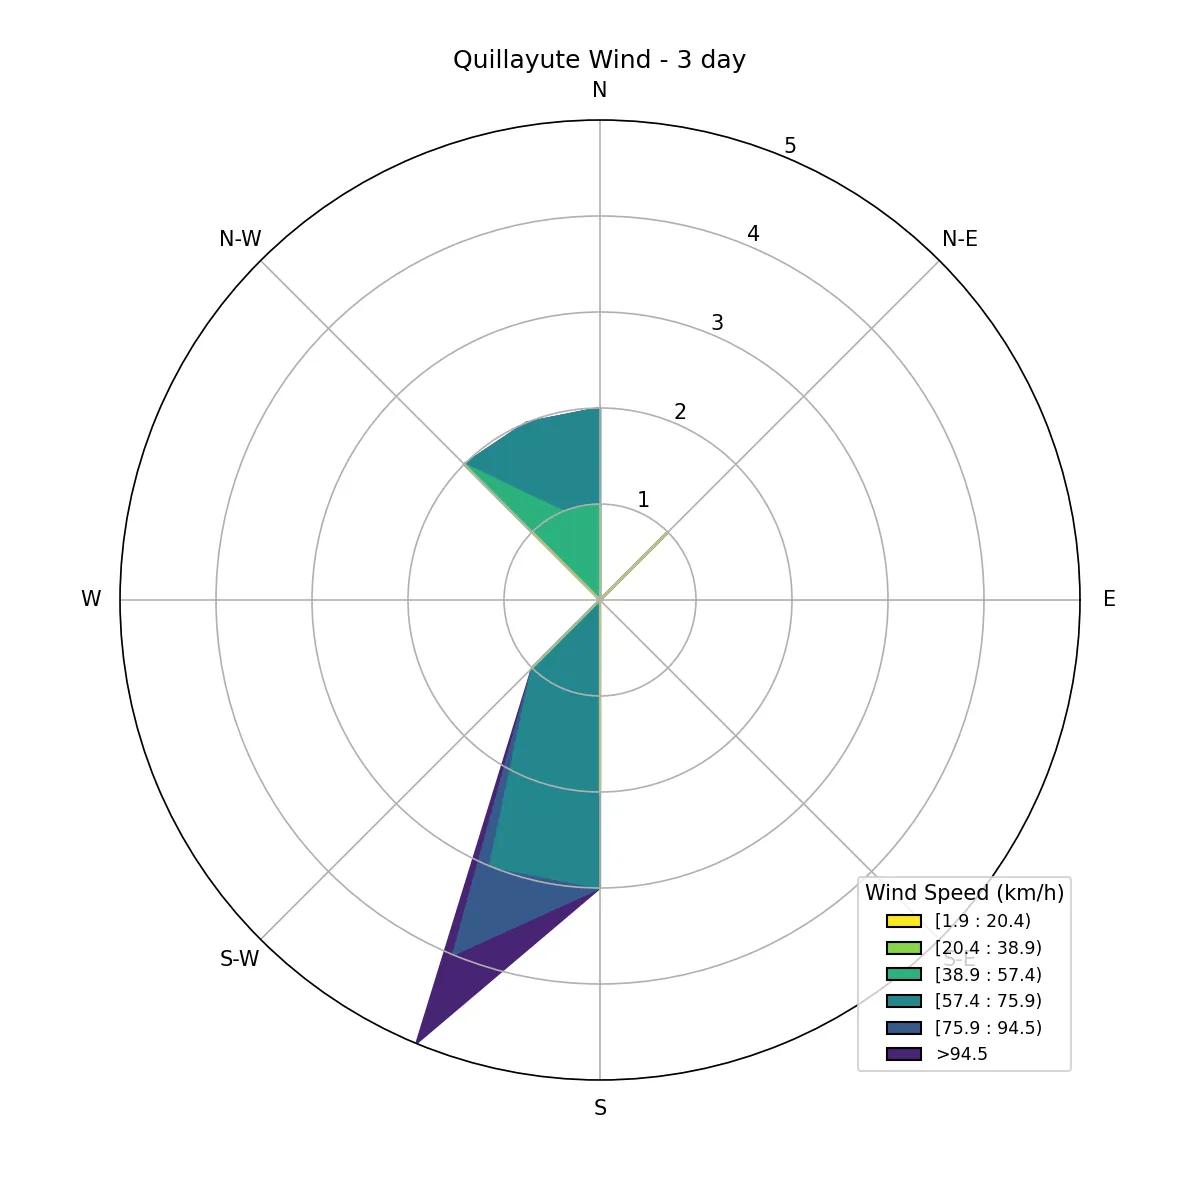 Quillayute Wind - 3 day
N
5
N-W
4
N-E
3
2
1
W
E
S-W
S-E
S
Wind Speed (km/h)
[1.9 : 20.4)
[20.4 : 38.9)
[38.9 : 57.4)
[57.4 : 75.9)
[75.9 : 94.5)
>94.5